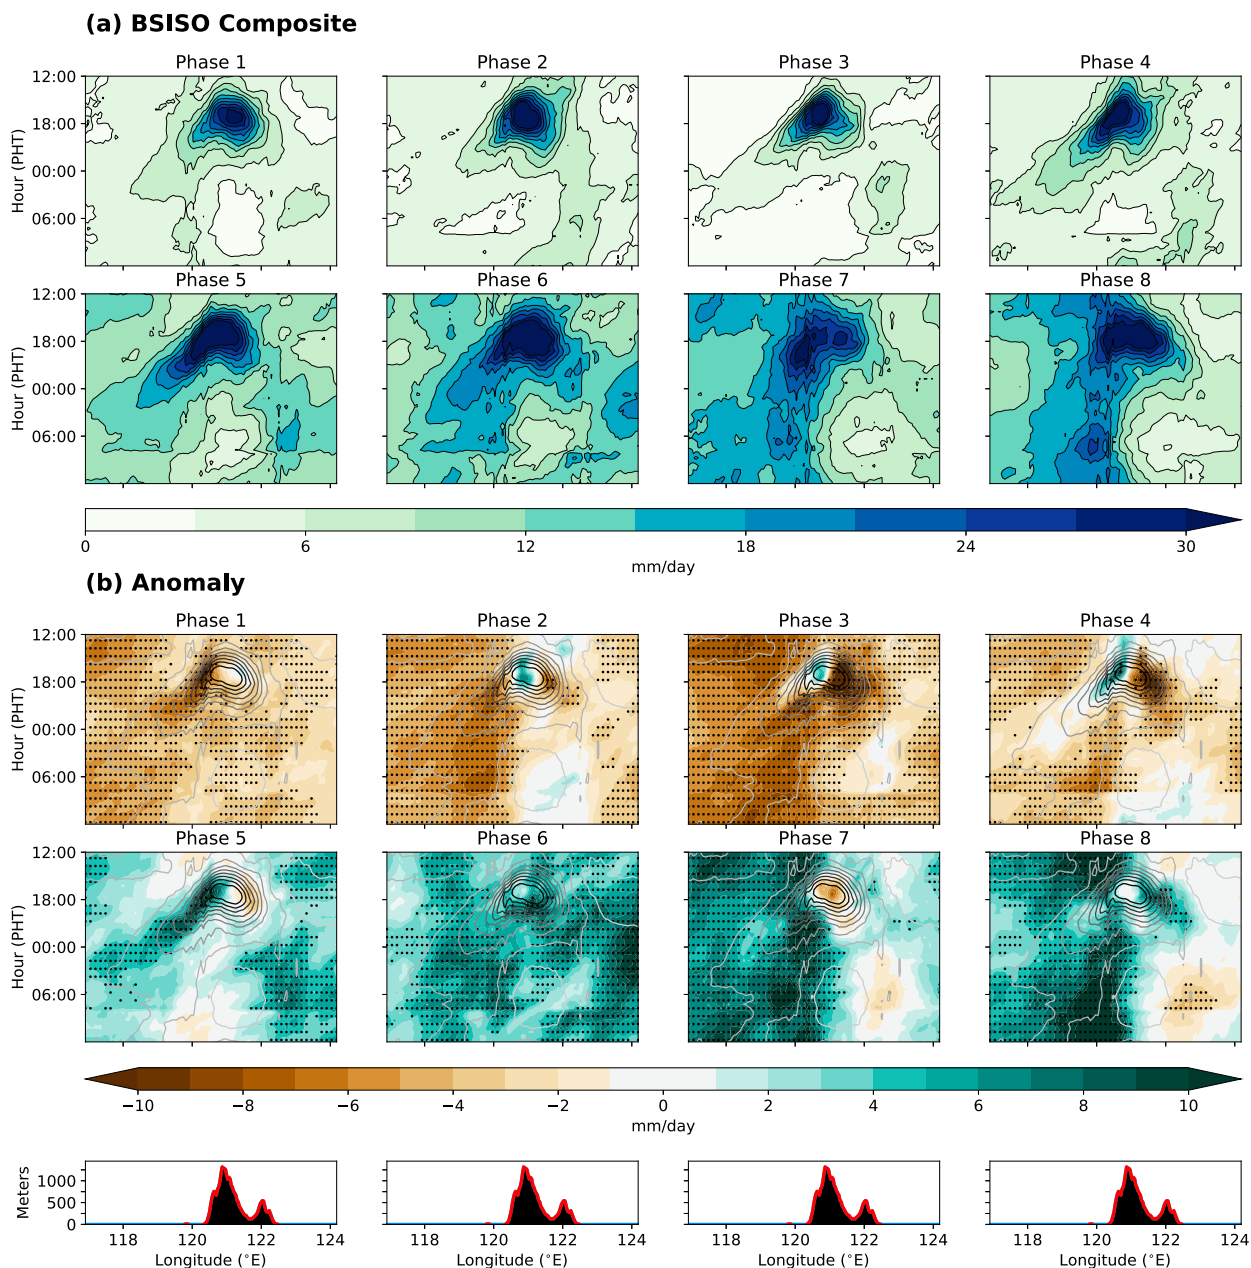 (a) BSISO Composite
Phase 1 Phase 2 Phase 3 Phase 4
12:00
18:00
00:00
06:00
Hour (PHT)
Phase 5 Phase 6 Phase 7 Phase 8
12:00
18:00
00:00
06:00
Hour (PHT)
0 6 12 18 24 30
mm/day
(b) Anomaly
Phase 1 Phase 2 Phase 3 Phase 4
12:00
18:00
00:00
06:00
Hour (PHT)
Phase 5 Phase 6 Phase 7 Phase 8
12:00
18:00
00:00
06:00
Hour (PHT)
−10 −8 −6 −4 −2 0 2 4 6 8 10
mm/day
1000
500
0
Meters
118 120 122 124 118 120 122 124 118 120 122 124 118 120 122 124
Longitude (°E) Longitude (°E) Longitude (°E) Longitude (°E)